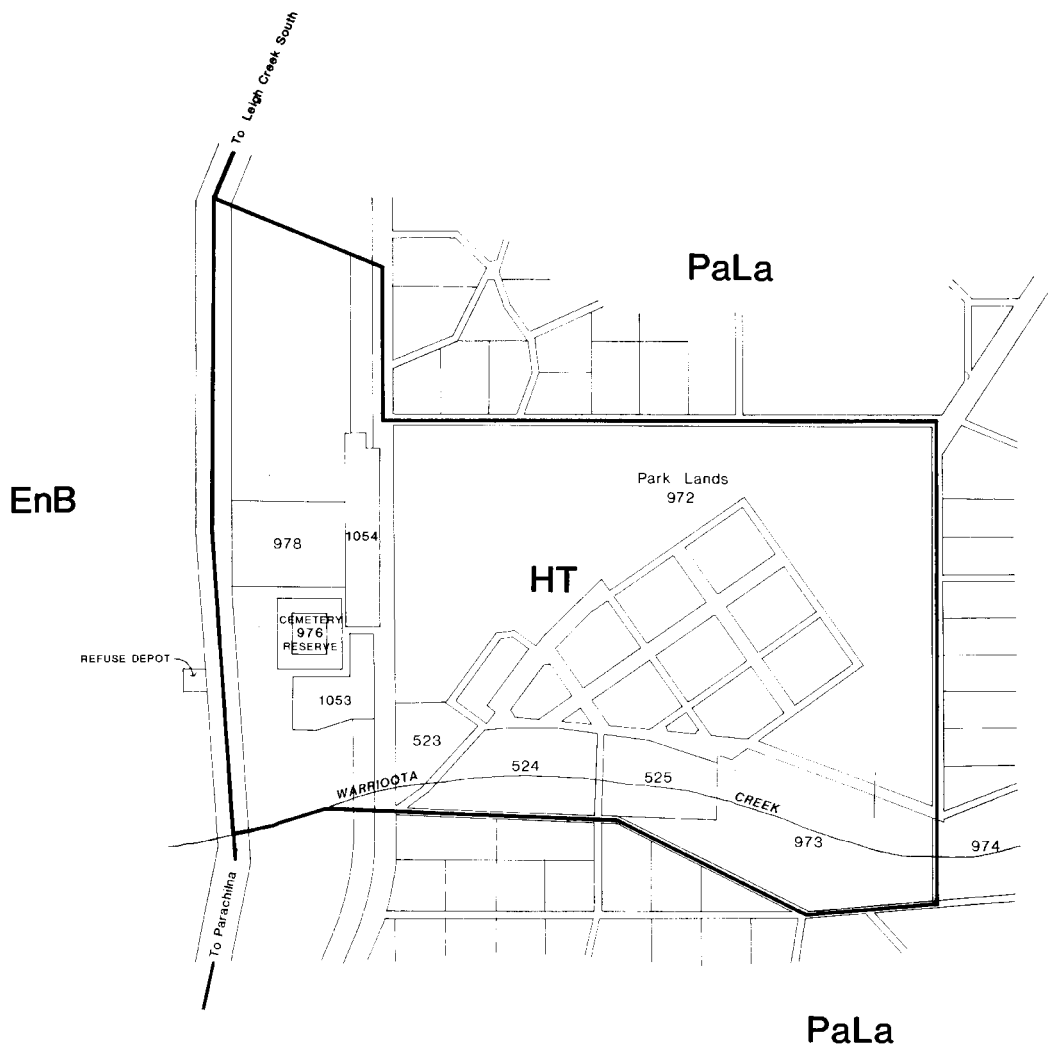 To Leigh Creek South
PaLa
EnB
Park Lands
972
978
1054
HT
CEMETERY
976
RESERVE
REFUSE DEPOT
1053
523
524
525
WARRIOOTA
CREEK
973
974
To Parachilna
PaLa